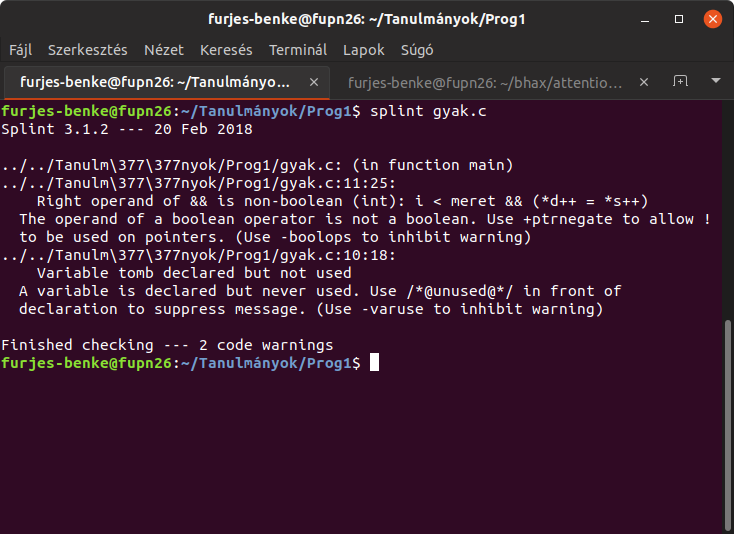 furjes-benke@fupn26: ~/Tanulmányok/Prog1
Fájl Szerkesztés Nézet Keresés Terminál Lapok Súgó
furjes-benke@fupn26: ~/Tanulmányo… furjes-benke@fupn26: ~/bhax/attentio…
furjes-benke@fupn26:~/Tanulmányok/Prog1$ splint gyak.c
Splint 3.1.2 --- 20 Feb 2018
../../Tanulm\377\377nyok/Prog1/gyak.c: (in function main)
../../Tanulm\377\377nyok/Prog1/gyak.c:11:25:
Right operand of && is non-boolean (int): i < meret && (*d++ = *s++)
The operand of a boolean operator is not a boolean. Use +ptrnegate to allow !
to be used on pointers. (Use -boolops to inhibit warning)
../../Tanulm\377\377nyok/Prog1/gyak.c:10:18:
Variable tomb declared but not used
A variable is declared but never used. Use /*@unused@*/ in front of
declaration to suppress message. (Use -varuse to inhibit warning)
Finished checking --- 2 code warnings
furjes-benke@fupn26:~/Tanulmányok/Prog1$